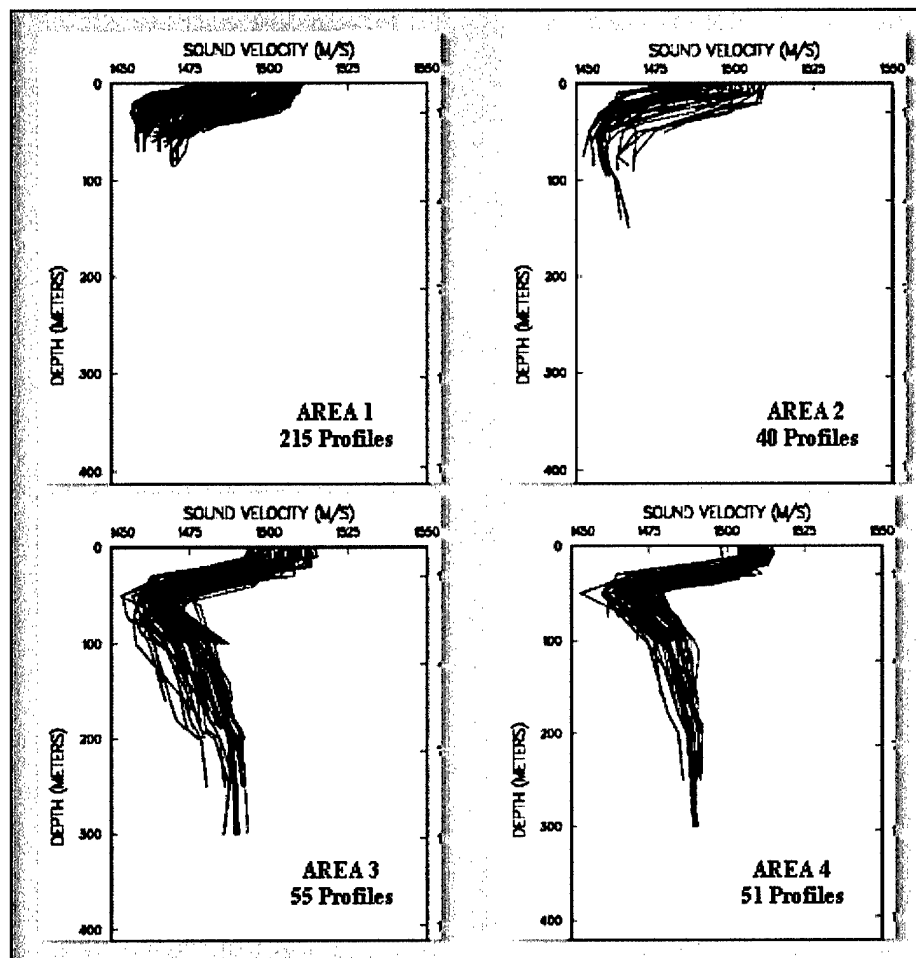 SOUND VELOCITY (M/S)
1450 1475 1500 1525 1550
0
100
200
300
400
DEPTH (METERS)
AREA 1
215 Profiles
SOUND VELOCITY (M/S)
1450 1475 1500 1525 1550
0
100
200
300
400
DEPTH (METERS)
AREA 2
40 Profiles
SOUND VELOCITY (M/S)
1450 1475 1500 1525 1550
0
100
200
300
400
DEPTH (METERS)
AREA 3
55 Profiles
SOUND VELOCITY (M/S)
1450 1475 1500 1525 1550
0
100
200
300
400
DEPTH (METERS)
AREA 4
51 Profiles